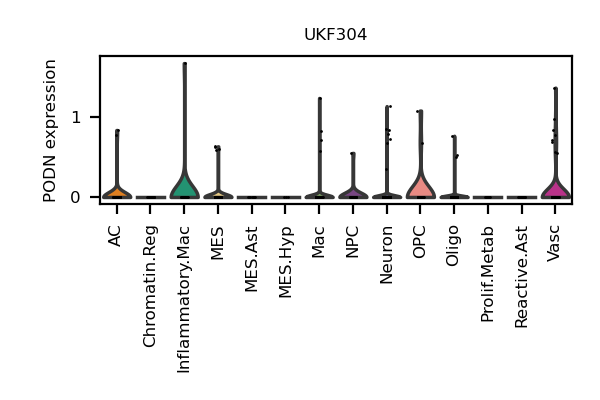 UKF304
PODN expression
1
0
AC
Chromatin.Reg
Inflammatory.Mac
MES
MES.Ast
MES.Hyp
Mac
NPC
Neuron
OPC
Oligo
Prolif.Metab
Reactive.Ast
Vasc